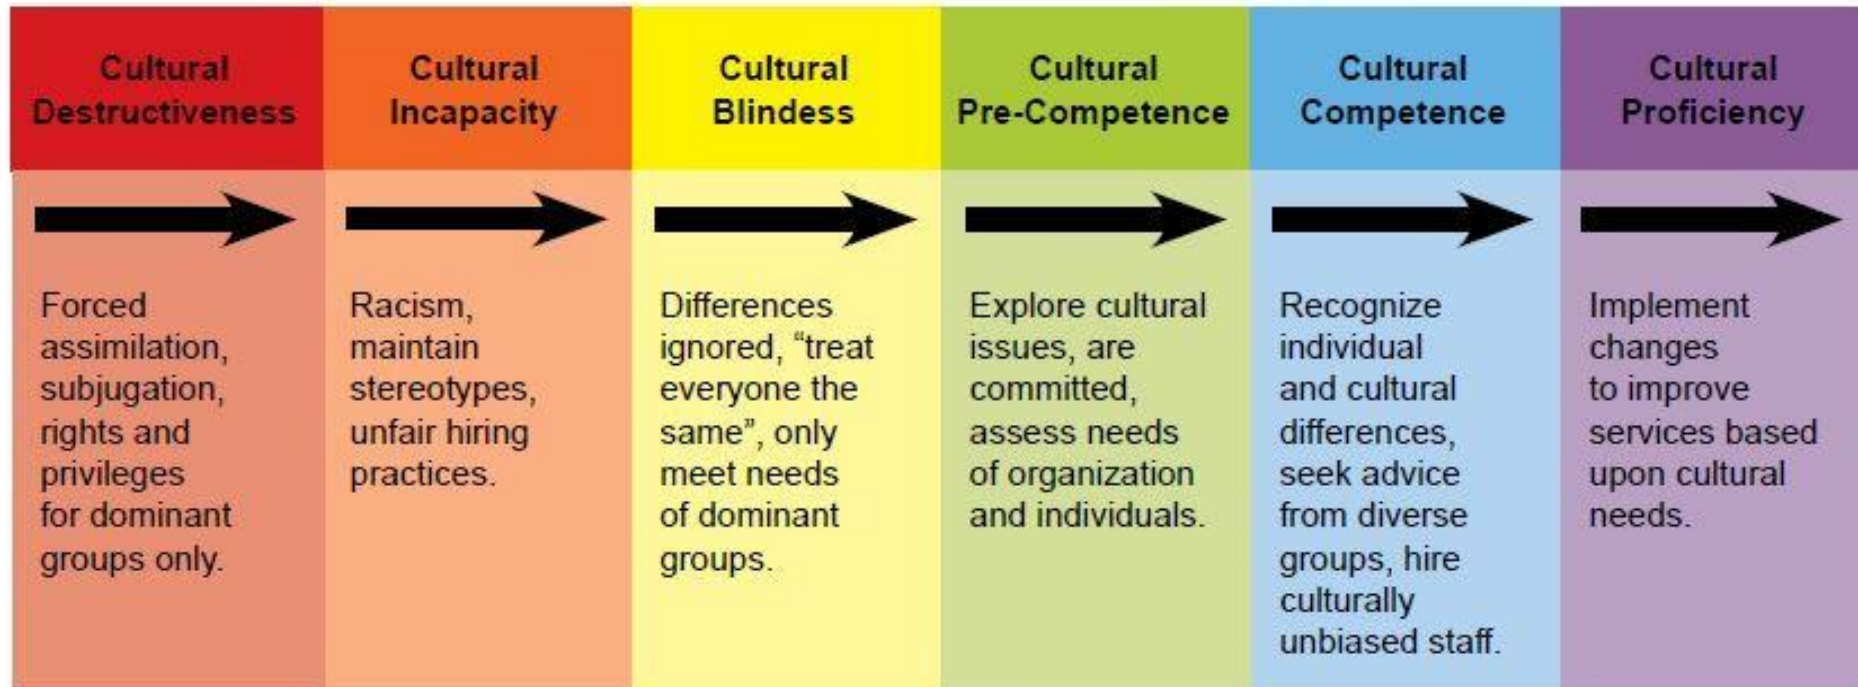 Cultural
Destructiveness
Cultural
Incapacity
Cultural
Blindess
Cultural
Pre-Competence
Cultural
Competence
Cultural
Proficiency
Forced
assimilation,
subjugation,
rights and
privileges
for dominant
groups only.
Racism,
maintain
stereotypes,
unfair hiring
practices.
Differences
ignored, “treat
everyone the
same”, only
meet needs
of dominant
groups.
Explore cultural
issues, are
committed,
assess needs
of organization
and individuals.
Recognize
individual
and cultural
differences,
seek advice
from diverse
groups, hire
culturally
unbiased staff.
Implement
changes
to improve
services based
upon cultural
needs.